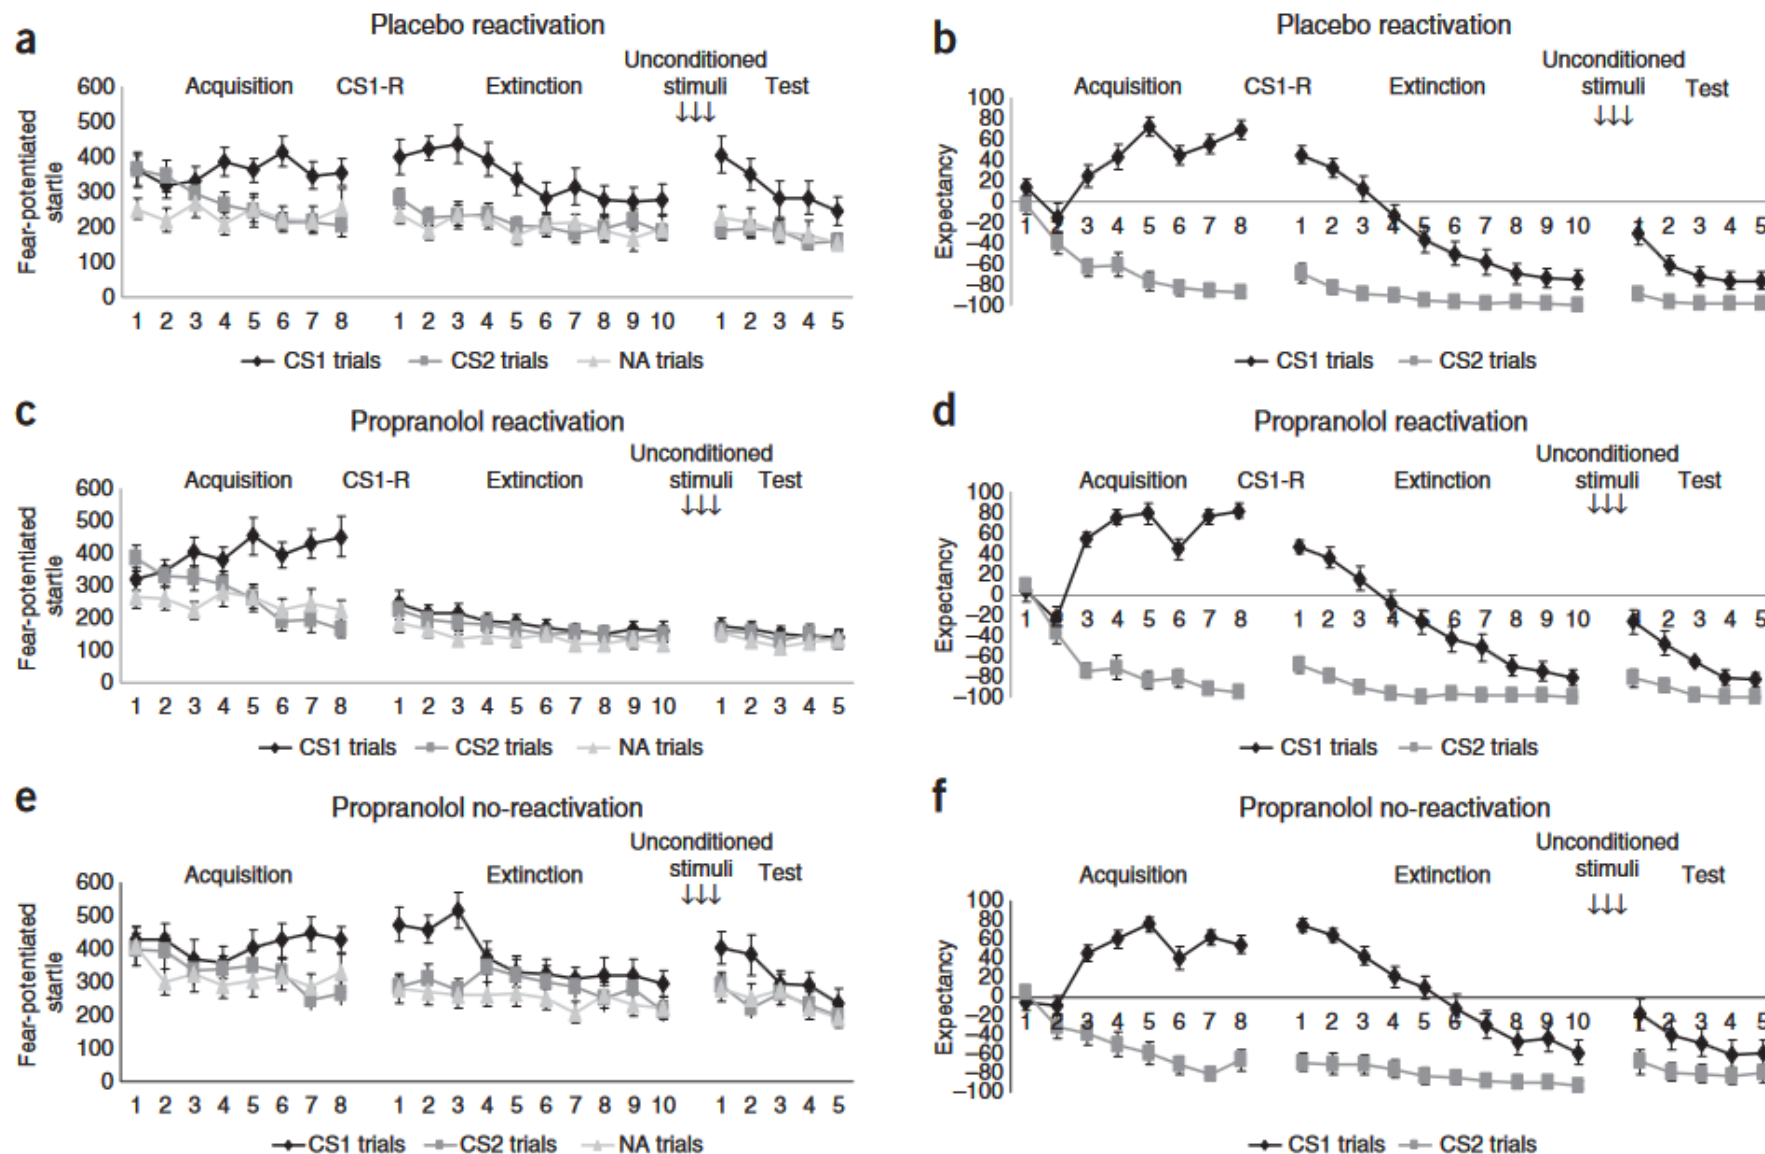 a
Placebo reactivation
Acquisition CS1-R Extinction Unconditioned stimuli ↓↓↓ Test
Fear-potentiated startle
600
500
400
300
200
100
0
1 2 3 4 5 6 7 8 1 2 3 4 5 6 7 8 9 10 1 2 3 4 5
CS1 trials CS2 trials NA trials
b
Placebo reactivation
Acquisition CS1-R Extinction Unconditioned stimuli ↓↓↓ Test
Expectancy
100
80
60
40
20
0
−20
−40
−60
−80
−100
1 2 3 4 5 6 7 8 1 2 3 4 5 6 7 8 9 10 1 2 3 4 5
CS1 trials CS2 trials
c
Propranolol reactivation
Acquisition CS1-R Extinction Unconditioned stimuli ↓↓↓ Test
Fear-potentiated startle
600
500
400
300
200
100
0
1 2 3 4 5 6 7 8 1 2 3 4 5 6 7 8 9 10 1 2 3 4 5
CS1 trials CS2 trials NA trials
d
Propranolol reactivation
Acquisition CS1-R Extinction Unconditioned stimuli ↓↓↓ Test
Expectancy
100
80
60
40
20
0
−20
−40
−60
−80
−100
1 2 3 4 5 6 7 8 1 2 3 4 5 6 7 8 9 10 1 2 3 4 5
CS1 trials CS2 trials
e
Propranolol no-reactivation
Acquisition Extinction Unconditioned stimuli ↓↓↓ Test
Fear-potentiated startle
600
500
400
300
200
100
0
1 2 3 4 5 6 7 8 1 2 3 4 5 6 7 8 9 10 1 2 3 4 5
CS1 trials CS2 trials NA trials
f
Propranolol no-reactivation
Acquisition Extinction Unconditioned stimuli ↓↓↓ Test
Expectancy
100
80
60
40
20
0
−20
−40
−60
−80
−100
1 2 3 4 5 6 7 8 1 2 3 4 5 6 7 8 9 10 1 2 3 4 5
CS1 trials CS2 trials